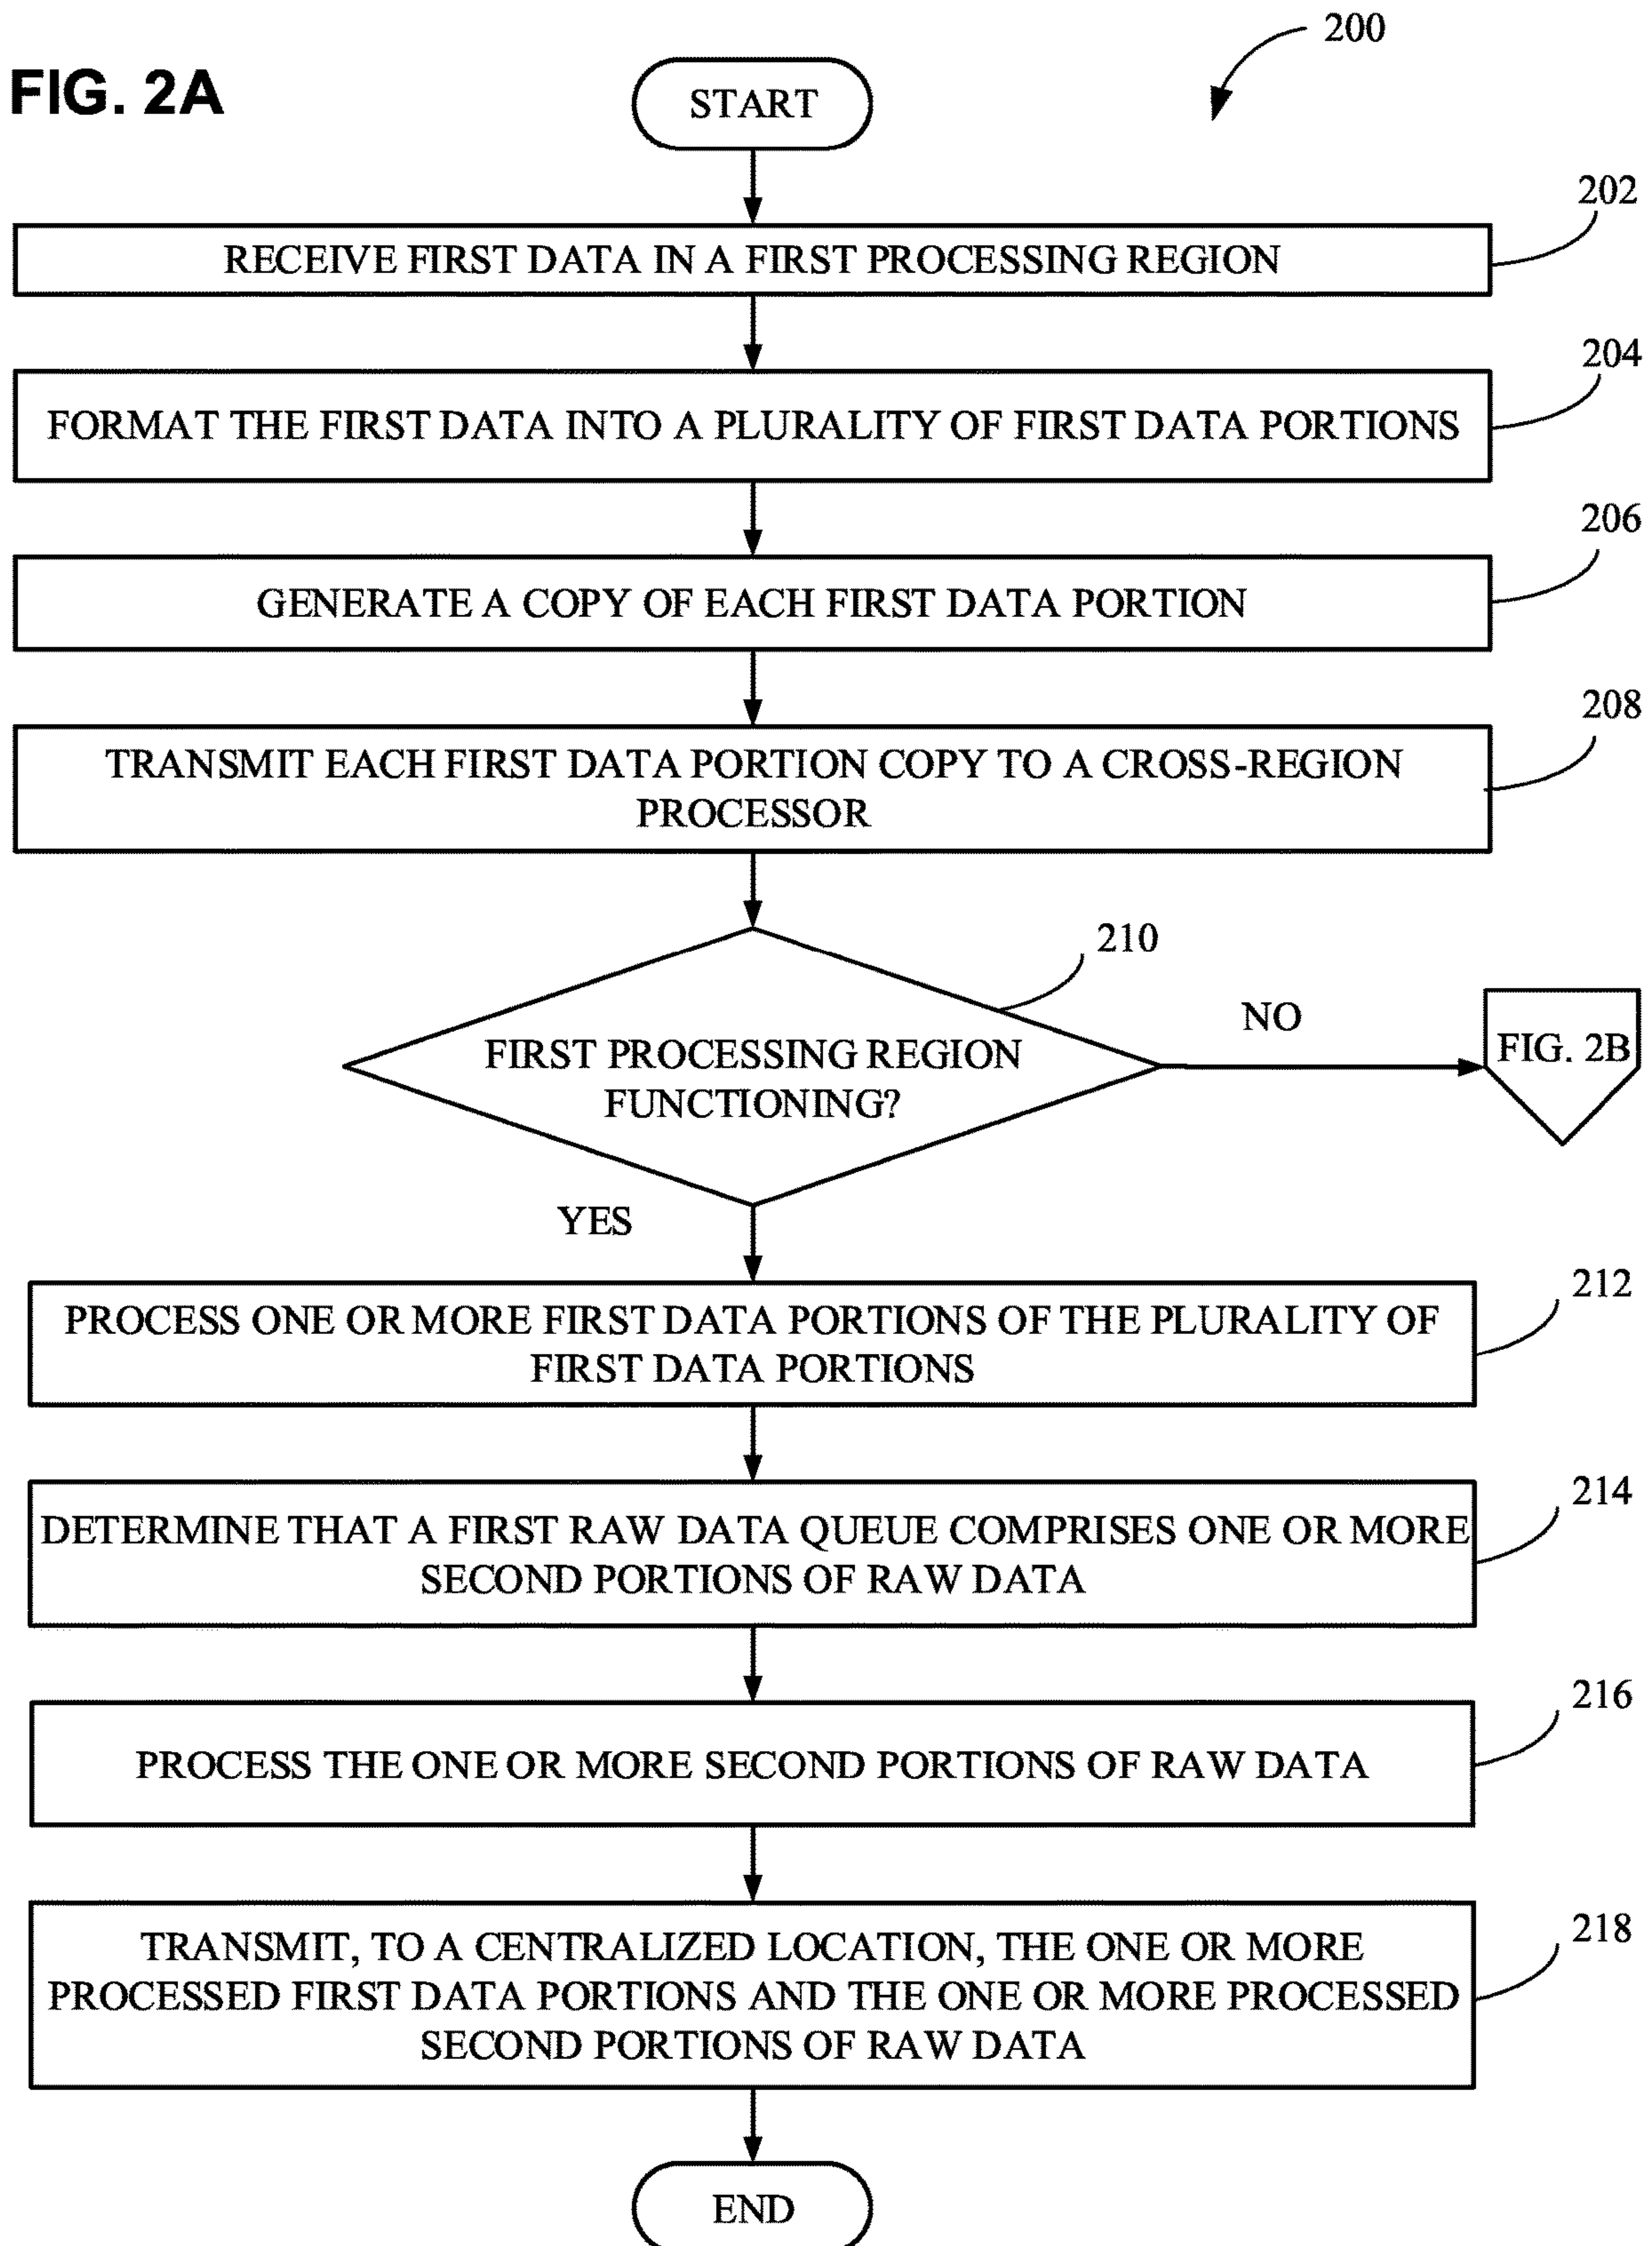 200
FIG. 2A
START
202
RECEIVE FIRST DATA IN A FIRST PROCESSING REGION
204
FORMAT THE FIRST DATA INTO A PLURALITY OF FIRST DATA PORTIONS
206
GENERATE A COPY OF EACH FIRST DATA PORTION
208
TRANSMIT EACH FIRST DATA PORTION COPY TO A CROSS-REGION
PROCESSOR
210
FIRST PROCESSING REGION
FUNCTIONING?
NO
FIG. 2B
YES
212
PROCESS ONE OR MORE FIRST DATA PORTIONS OF THE PLURALITY OF
FIRST DATA PORTIONS
214
DETERMINE THAT A FIRST RAW DATA QUEUE COMPRISES ONE OR MORE
SECOND PORTIONS OF RAW DATA
216
PROCESS THE ONE OR MORE SECOND PORTIONS OF RAW DATA
218
TRANSMIT, TO A CENTRALIZED LOCATION, THE ONE OR MORE
PROCESSED FIRST DATA PORTIONS AND THE ONE OR MORE PROCESSED
SECOND PORTIONS OF RAW DATA
END